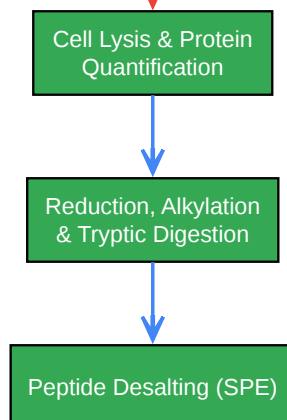 Cell Lysis & Protein
Quantification
Reduction, Alkylation
& Tryptic Digestion
Peptide Desalting (SPE)